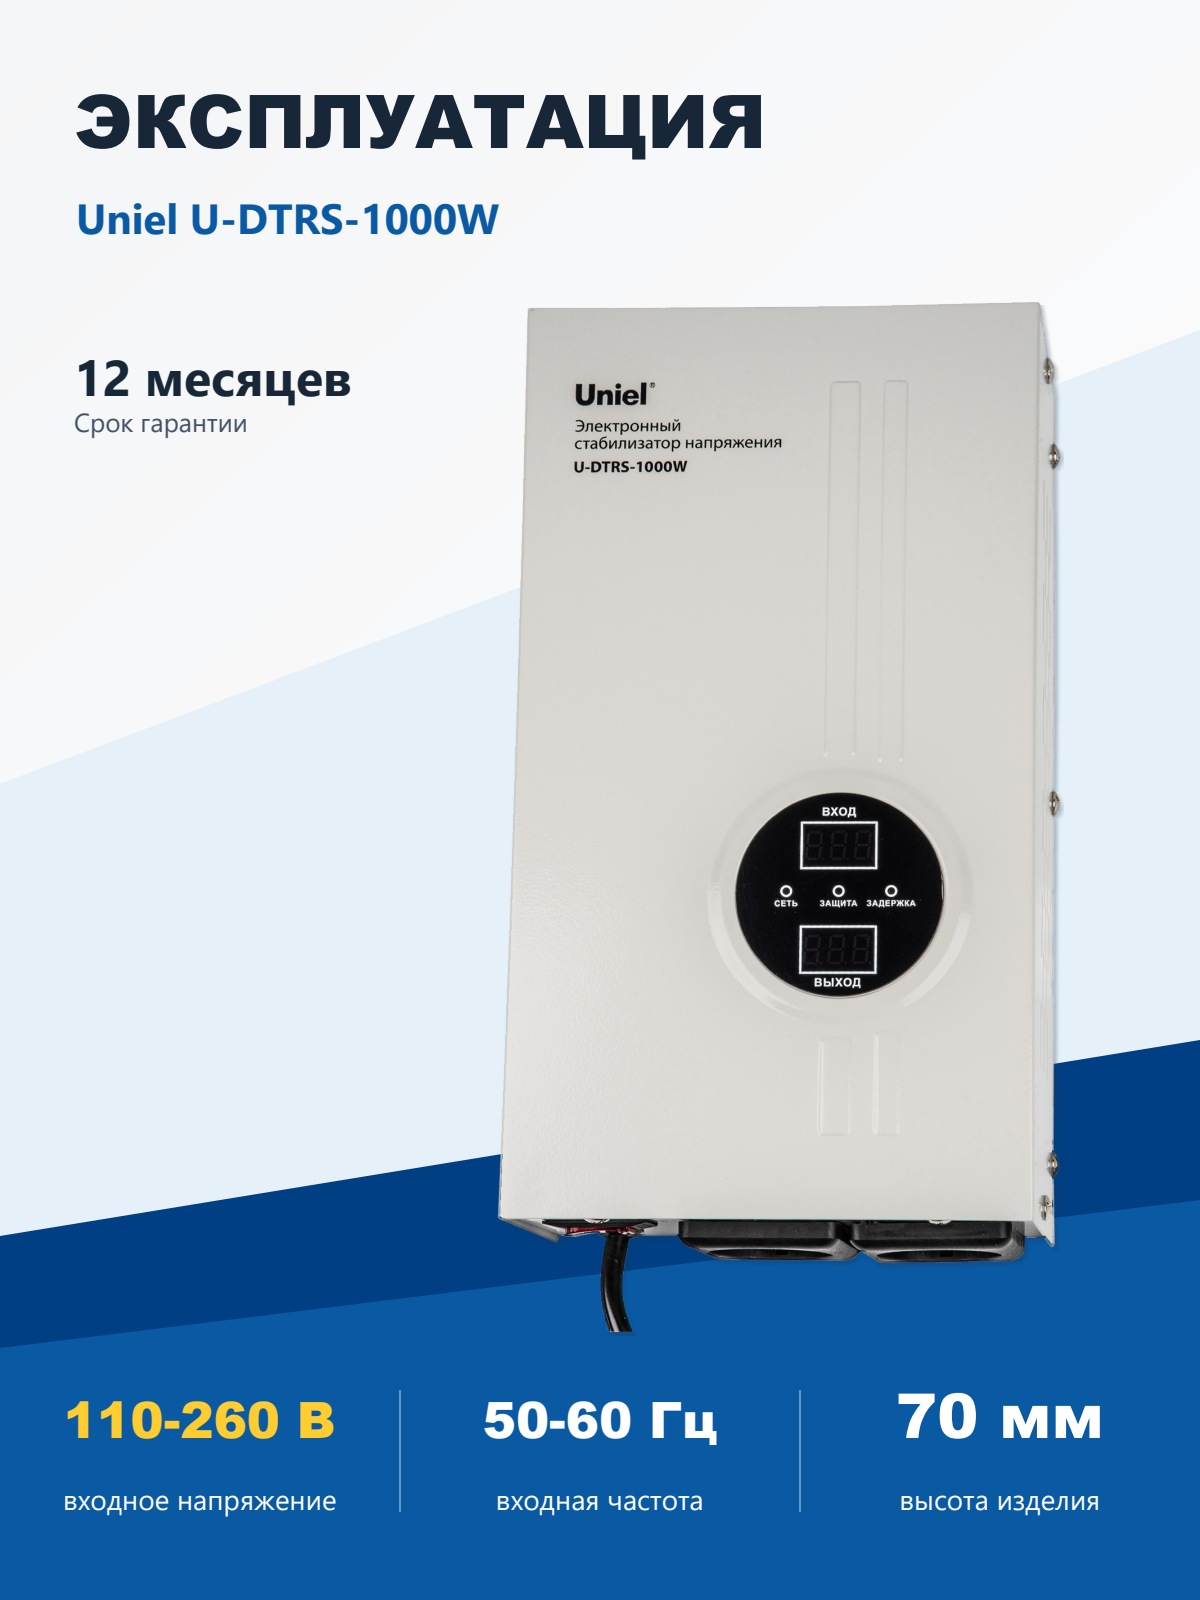 ЭКСПЛУАТАЦИЯ
Uniel U-DTRS-1000W
12 месяцев
Срок гарантии
Uniel®
Электронный
стабилизатор напряжения
U-DTRS-1000W
ВХОД
СЕТЬ ЗАЩИТА ЗАДЕРЖКА
ВЫХОД
110-260 В
входное напряжение
50-60 Гц
входная частота
70 мм
высота изделия